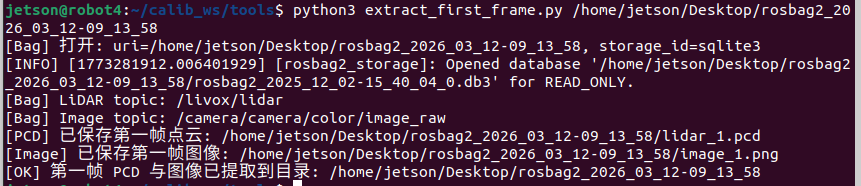 jetson@robot4:~/calib_ws/tools$ python3 extract_first_frame.py /home/jetson/Desktop/rosbag2_20
26_03_12-09_13_58
[Bag] 打开: uri=/home/jetson/Desktop/rosbag2_2026_03_12-09_13_58, storage_id=sqlite3
[INFO] [1773281912.006401929] [rosbag2_storage]: Opened database '/home/jetson/Desktop/rosbag2
_2026_03_12-09_13_58/rosbag2_2025_12_02-15_40_04_0.db3' for READ_ONLY.
[Bag] LiDAR topic: /livox/lidar
[Bag] Image topic: /camera/camera/color/image_raw
[PCD] 已保存第一帧点云: /home/jetson/Desktop/rosbag2_2026_03_12-09_13_58/lidar_1.pcd
[Image] 已保存第一帧图像: /home/jetson/Desktop/rosbag2_2026_03_12-09_13_58/image_1.png
[OK] 第一帧 PCD 与图像已提取到目录: /home/jetson/Desktop/rosbag2_2026_03_12-09_13_58